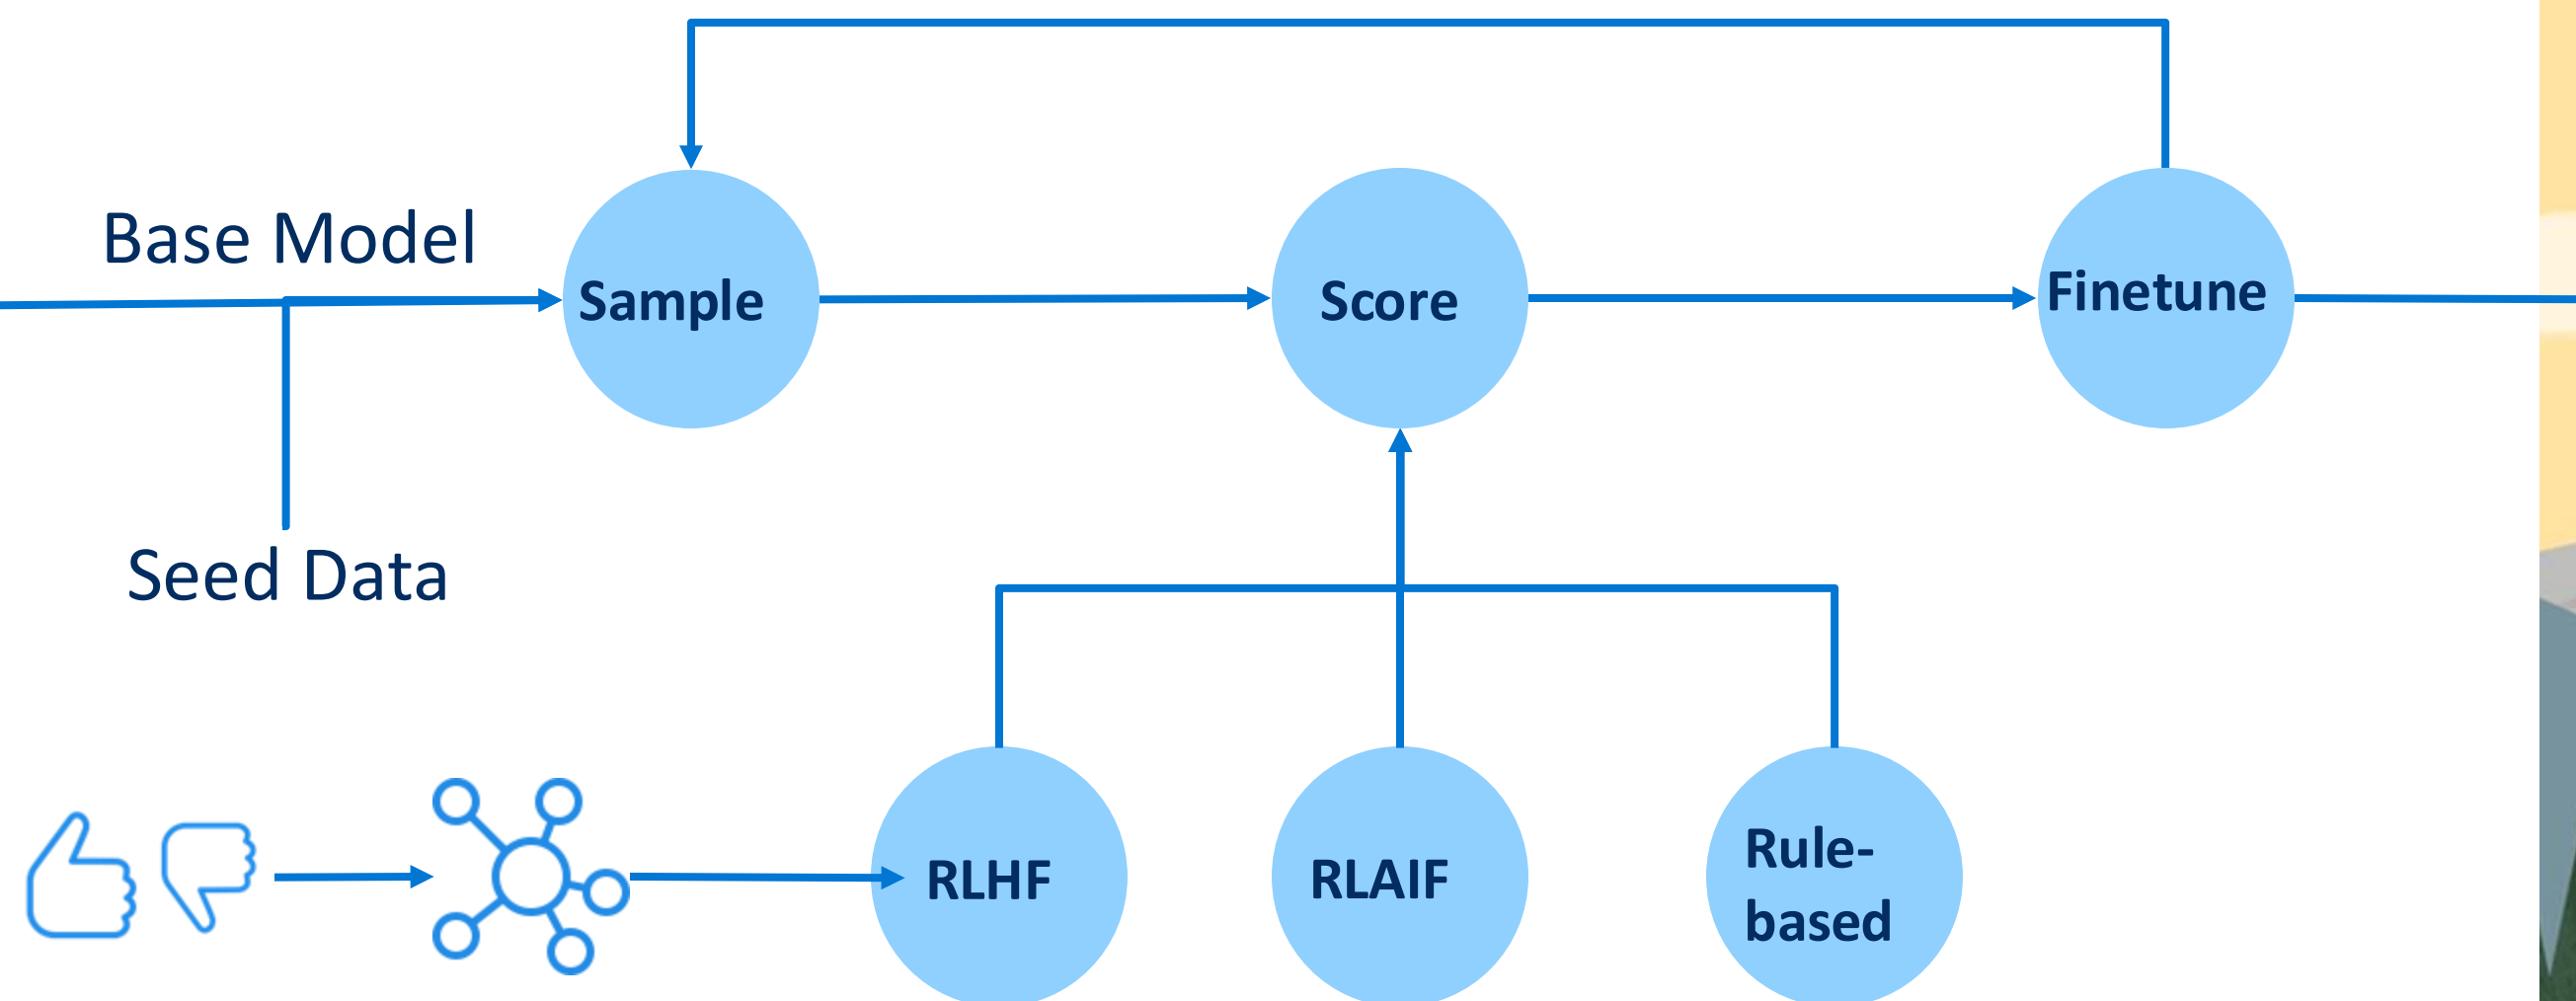 Base Model
Sample
Score
Finetune
Seed Data
RLHF
RLAIF
Rule-
based